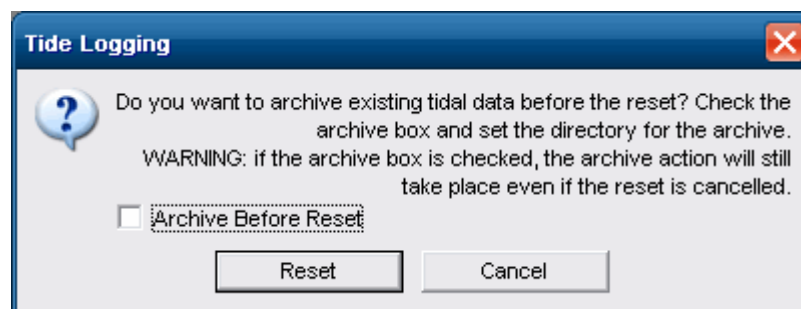 Tide Logging
Do you want to archive existing tidal data before the reset? Check the
archive box and set the directory for the archive.
WARNING: if the archive box is checked, the archive action will still
take place even if the reset is cancelled.
Archive Before Reset
Reset
Cancel